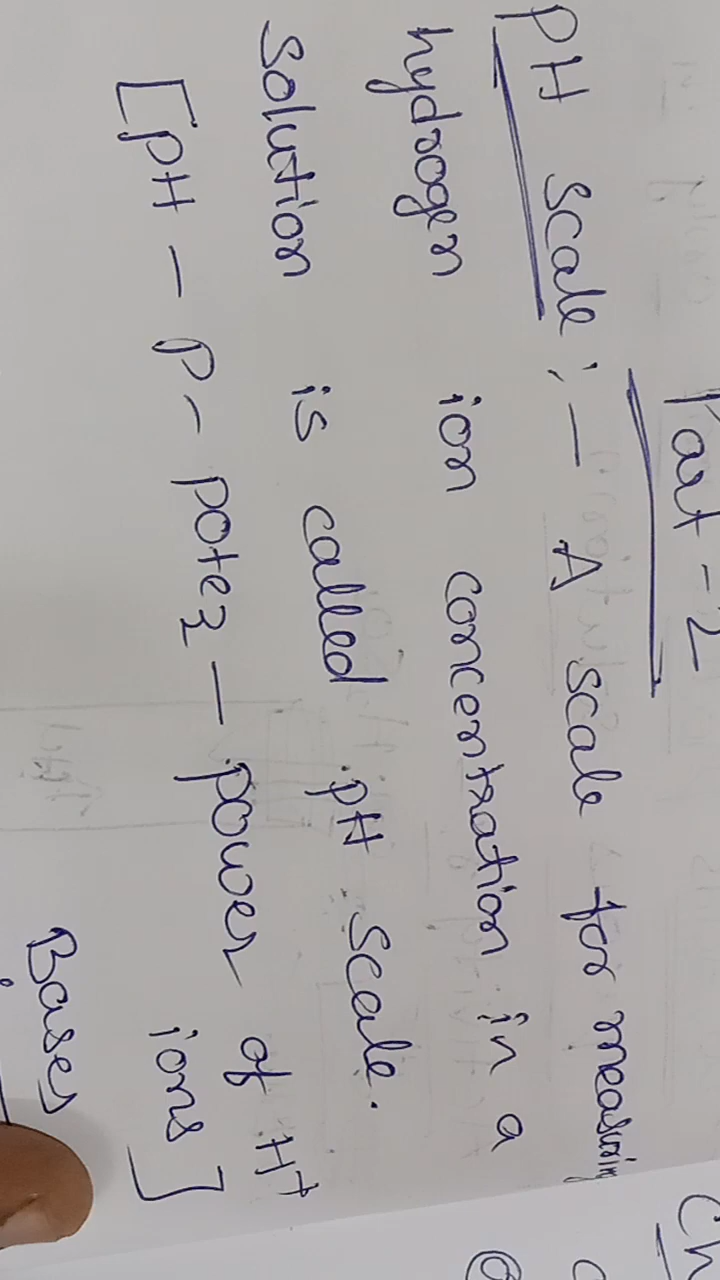 Part - 2
PH scale :- A scale for measuring
hydrogen ion concentration in a
solution is called pH scale.
[PH - P - potez - power of H+
ions]
Bases
Ch